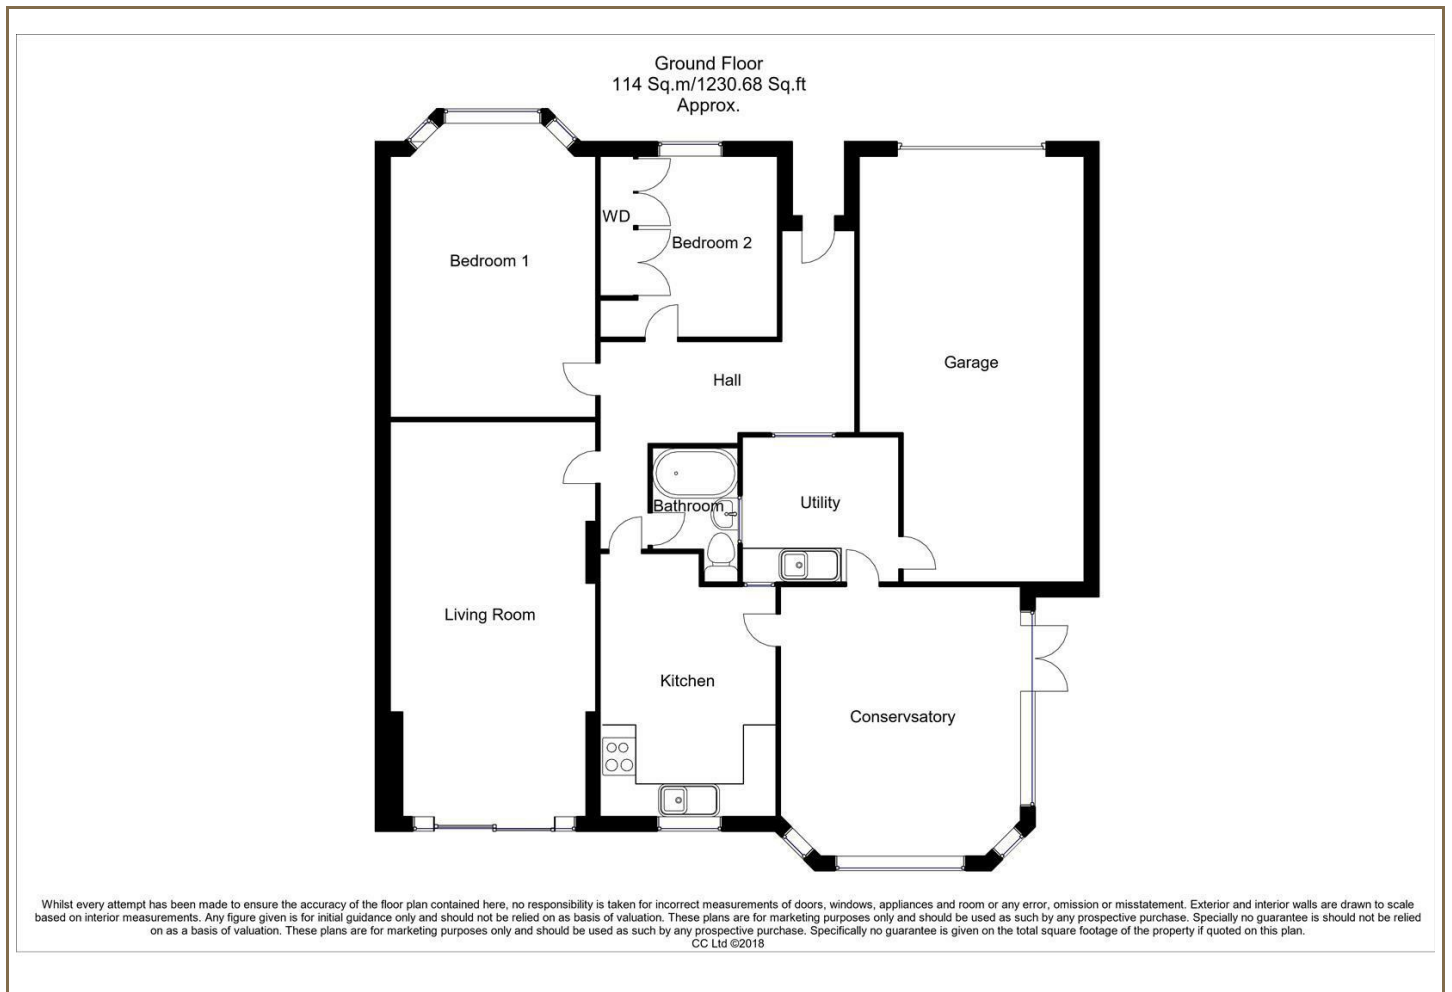 Ground Floor
114 Sq.m/1230.68 Sq.ft
Approx.
WD
Bedroom 2
Bedroom 1
Garage
Hall
Utility
Bathroom
Living Room
Kitchen
Conservsatory
Whilst every attempt has been made to ensure the accuracy of the floor plan contained here, no responsibility is taken for incorrect measurements of doors, windows, appliances and room or any error, omission or misstatement. Exterior and interior walls are drawn to scale
based on interior measurements. Any figure given is for initial guidance only and should not be relied on as basis of valuation. These plans are for marketing purposes only and should be used as such by any prospective purchase. Specially no guarantee is should not be relied
on as a basis of valuation. These plans are for marketing purposes only and should be used as such by any prospective purchase. Specifically no guarantee is given on the total square footage of the property if quoted on this plan.
CC Ltd ©2018